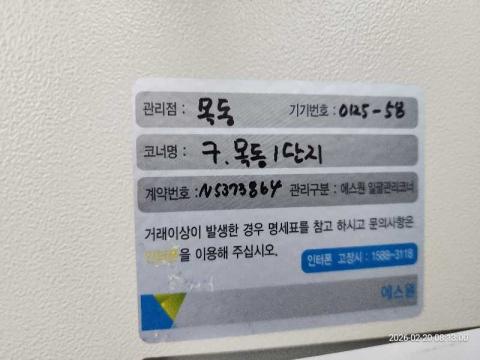 관리점 : 목동 기기번호 : 0125-58
코너명 : 구.목동1단지
계약번호 : N5373864 관리구분 : 에스원 일괄관리코너
거래이상이 발생한 경우 명세표를 참고 하시고 문의사항은
인터폰을 이용해 주십시오.
인터폰 고장시 : 1588-3118
에스원
2026-02-20 08:33:00